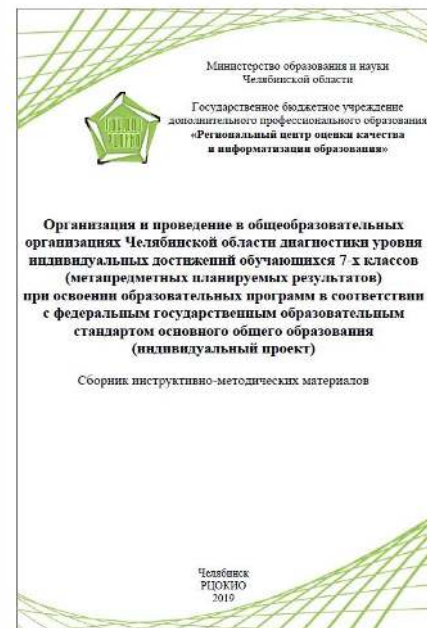 Министерство образования и науки
Челябинской области
Государственное бюджетное учреждение
дополнительного профессионального образования
«Региональный центр оценки качества
и информатизации образования»
Организация и проведение в общеобразовательных
организациях Челябинской области диагностики уровня
индивидуальных достижений обучающихся 7-х классов
(метапредметных планируемых результатов)
при освоении образовательных программ в соответствии
с федеральным государственным образовательным
стандартом основного общего образования
(индивидуальный проект)
Сборник инструктивно-методических материалов
Челябинск
РЦОКИО
2019